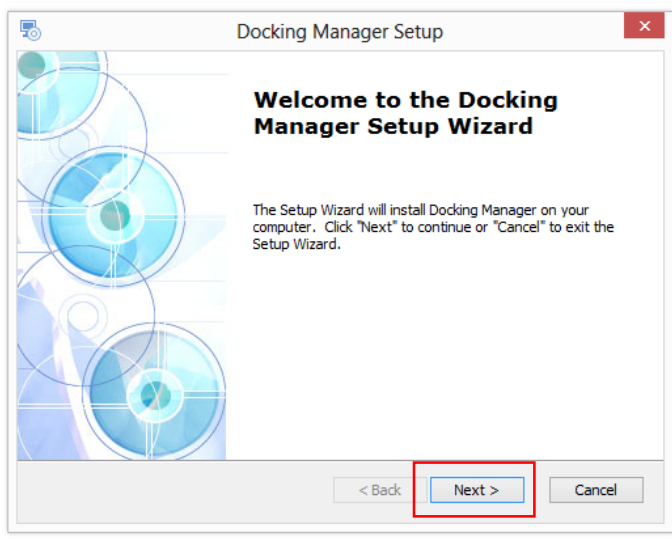 Docking Manager Setup
Welcome to the Docking
Manager Setup Wizard
The Setup Wizard will install Docking Manager on your
computer. Click "Next" to continue or "Cancel" to exit the
Setup Wizard.
< Back Next > Cancel